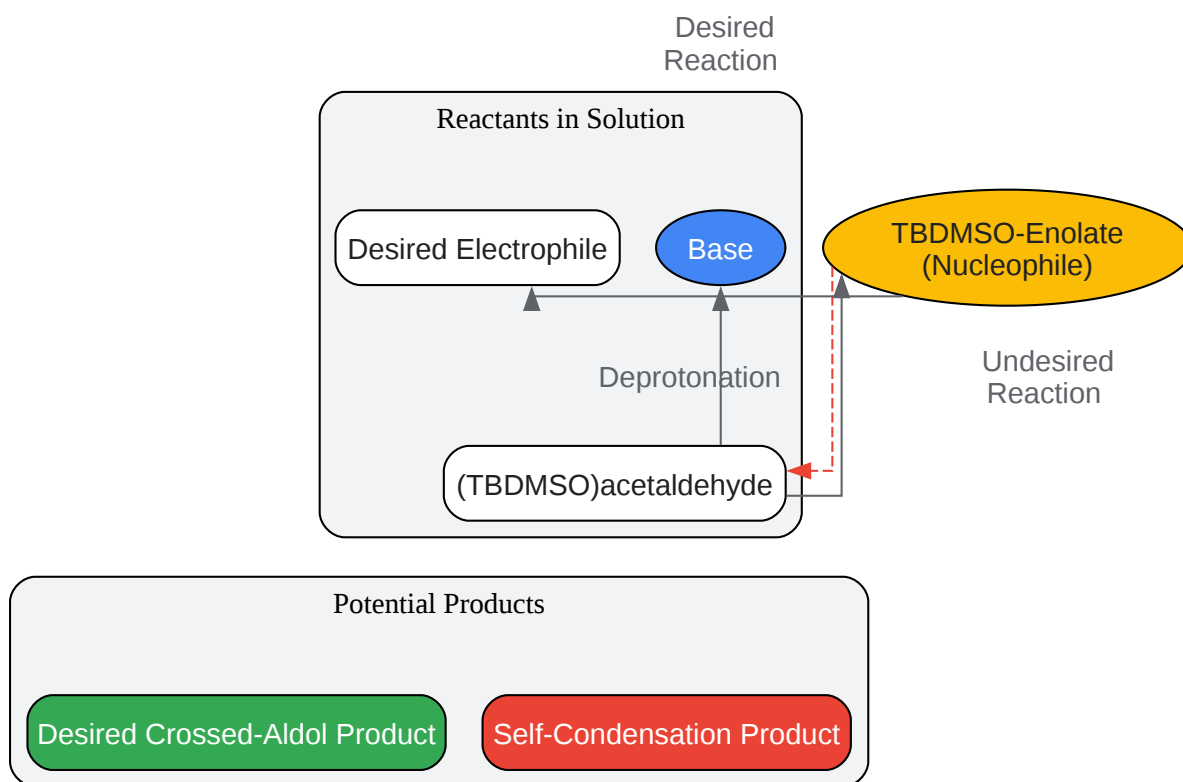 Desired
Reaction
Reactants in Solution
Desired Electrophile
Base
TBDMSO-Enolate
(Nucleophile)
Undesired
Reaction
Deprotonation
(TBDMSO)acetaldehyde
Potential Products
Desired Crossed-Aldol Product
Self-Condensation Product